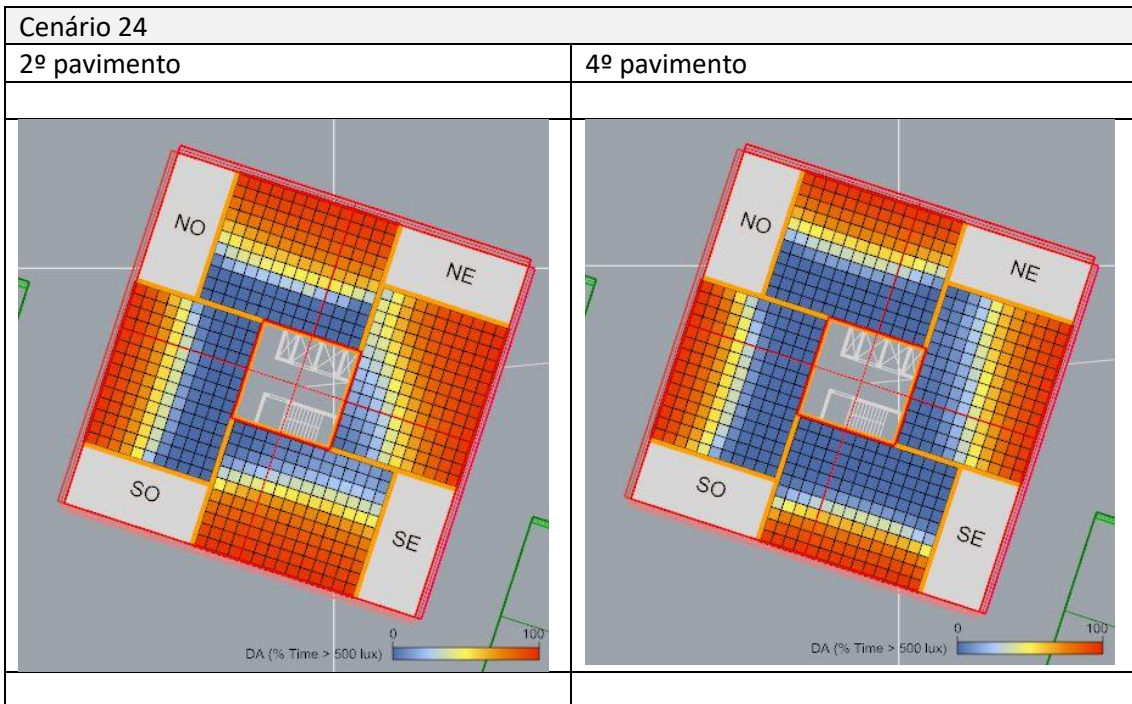 Cenário 24
2º pavimento
4º pavimento
NO
NE
SO
SE
0
100
DA (% Time > 500 lux)
NO
NE
SO
SE
0
100
DA (% Time > 500 lux)